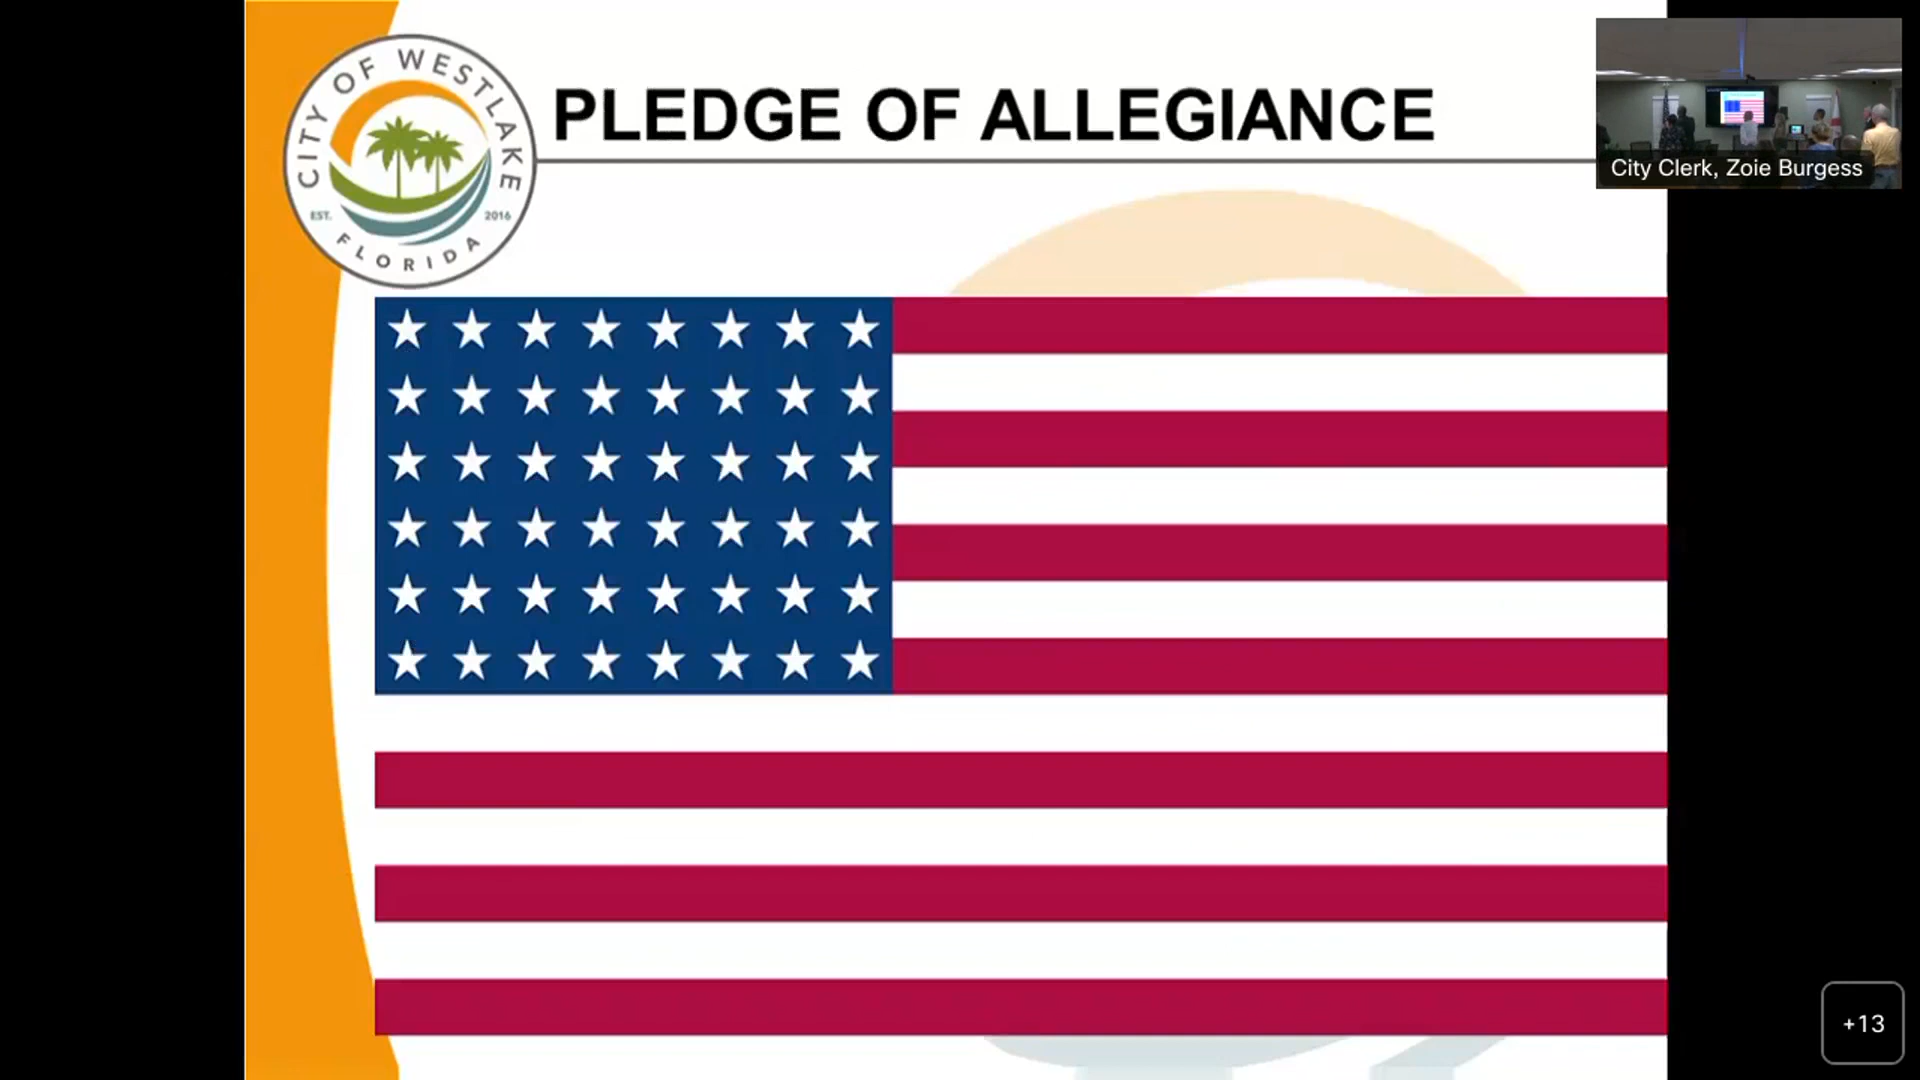 CITY OF WESTLAKE
EST. 2016
FLORIDA
PLEDGE OF ALLEGIANCE
City Clerk, Zoie Burgess
+13